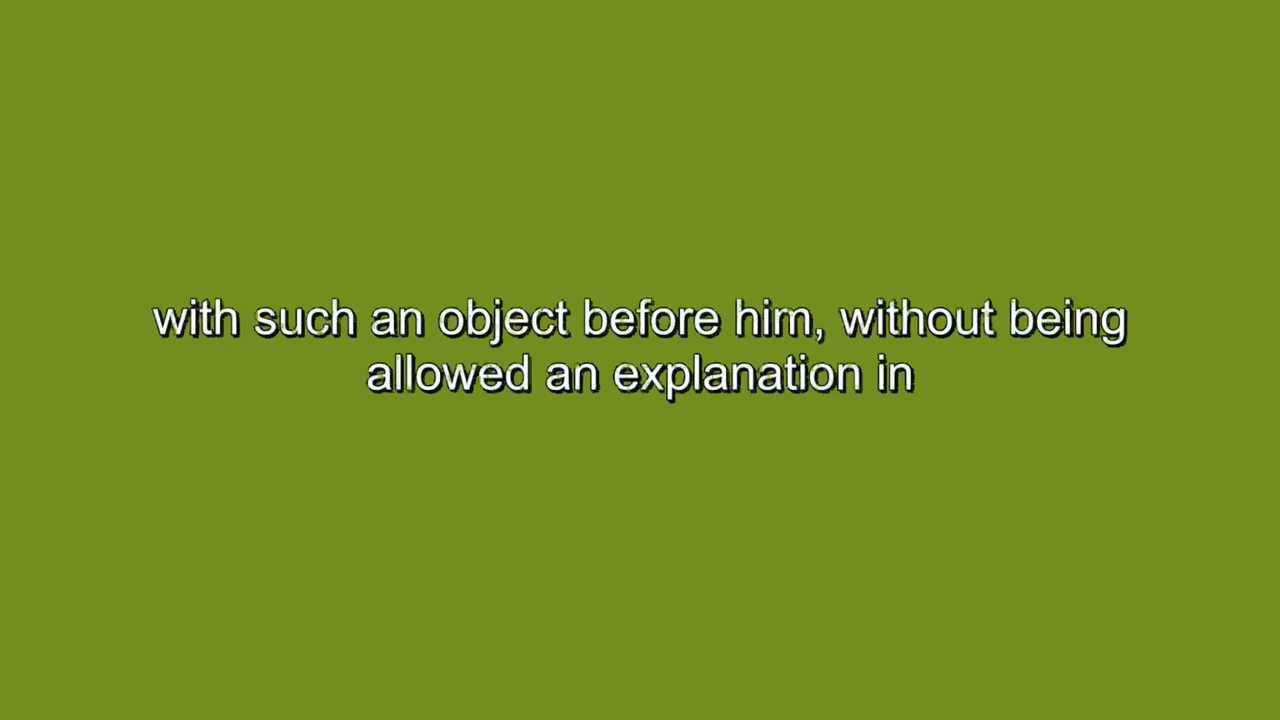 with such an object before him, without being
allowed an explanation in